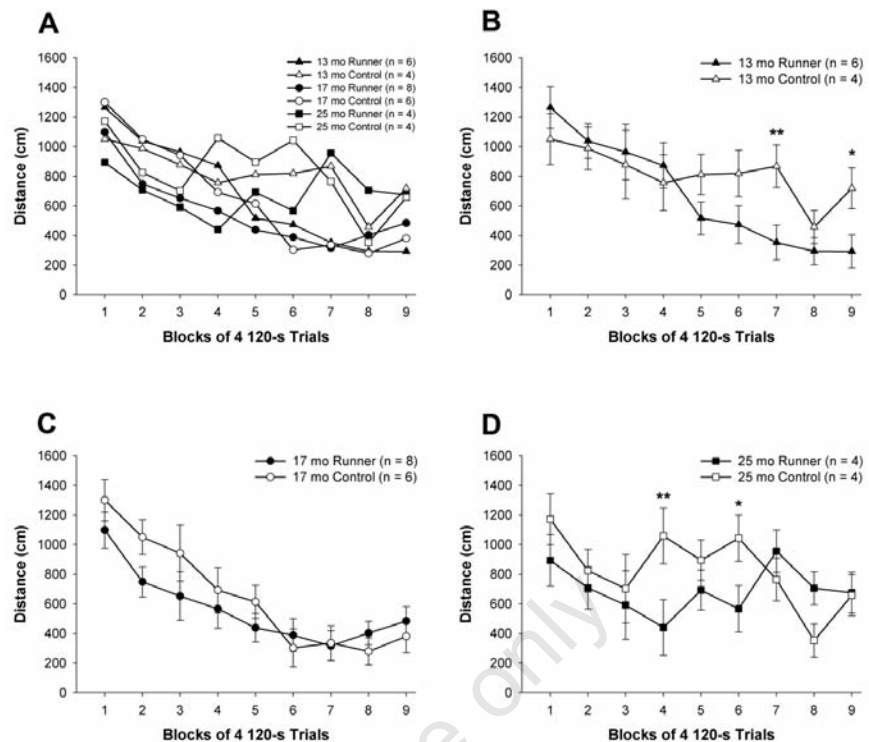 A
1600
1400
1200
1000
800
600
400
200
0
Distance (cm)
13 mo Runner (n = 6)
13 mo Control (n = 4)
17 mo Runner (n = 8)
17 mo Control (n = 6)
25 mo Runner (n = 4)
25 mo Control (n = 4)
1 2 3 4 5 6 7 8 9
Blocks of 4 120-s Trials
B
1600
1400
1200
1000
800
600
400
200
0
Distance (cm)
13 mo Runner (n = 6)
13 mo Control (n = 4)
**
*
1 2 3 4 5 6 7 8 9
Blocks of 4 120-s Trials
C
1600
1400
1200
1000
800
600
400
200
0
Distance (cm)
17 mo Runner (n = 8)
17 mo Control (n = 6)
1 2 3 4 5 6 7 8 9
Blocks of 4 120-s Trials
D
1600
1400
1200
1000
800
600
400
200
0
Distance (cm)
25 mo Runner (n = 4)
25 mo Control (n = 4)
**
*
1 2 3 4 5 6 7 8 9
Blocks of 4 120-s Trials
only